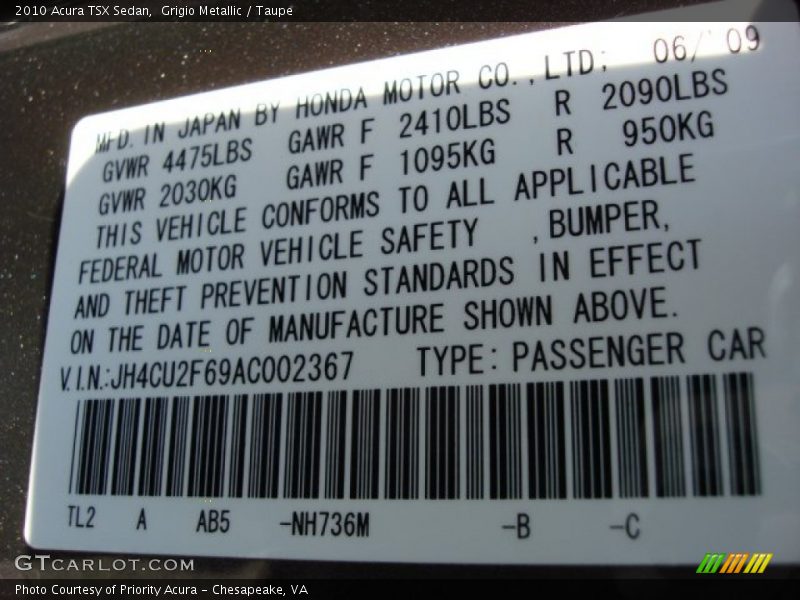 2010 Acura TSX Sedan,  Grigio Metallic / Taupe
MFD. IN JAPAN BY HONDA MOTOR CO.,LTD; 06/ 09
GVWR 4475LBS GAWR F 2410LBS R 2090LBS
GVWR 2030KG GAWR F 1095KG R 950KG
THIS VEHICLE CONFORMS TO ALL APPLICABLE
FEDERAL MOTOR VEHICLE SAFETY ,BUMPER,
AND THEFT PREVENTION STANDARDS IN EFFECT
ON THE DATE OF MANUFACTURE SHOWN ABOVE.
V.I.N.:JH4CU2F69AC002367 TYPE: PASSENGER CAR
TL2 A AB5 -NH736M -B -C
GTCARLOT.COM
Photo Courtesy of Priority Acura - Chesapeake, VA